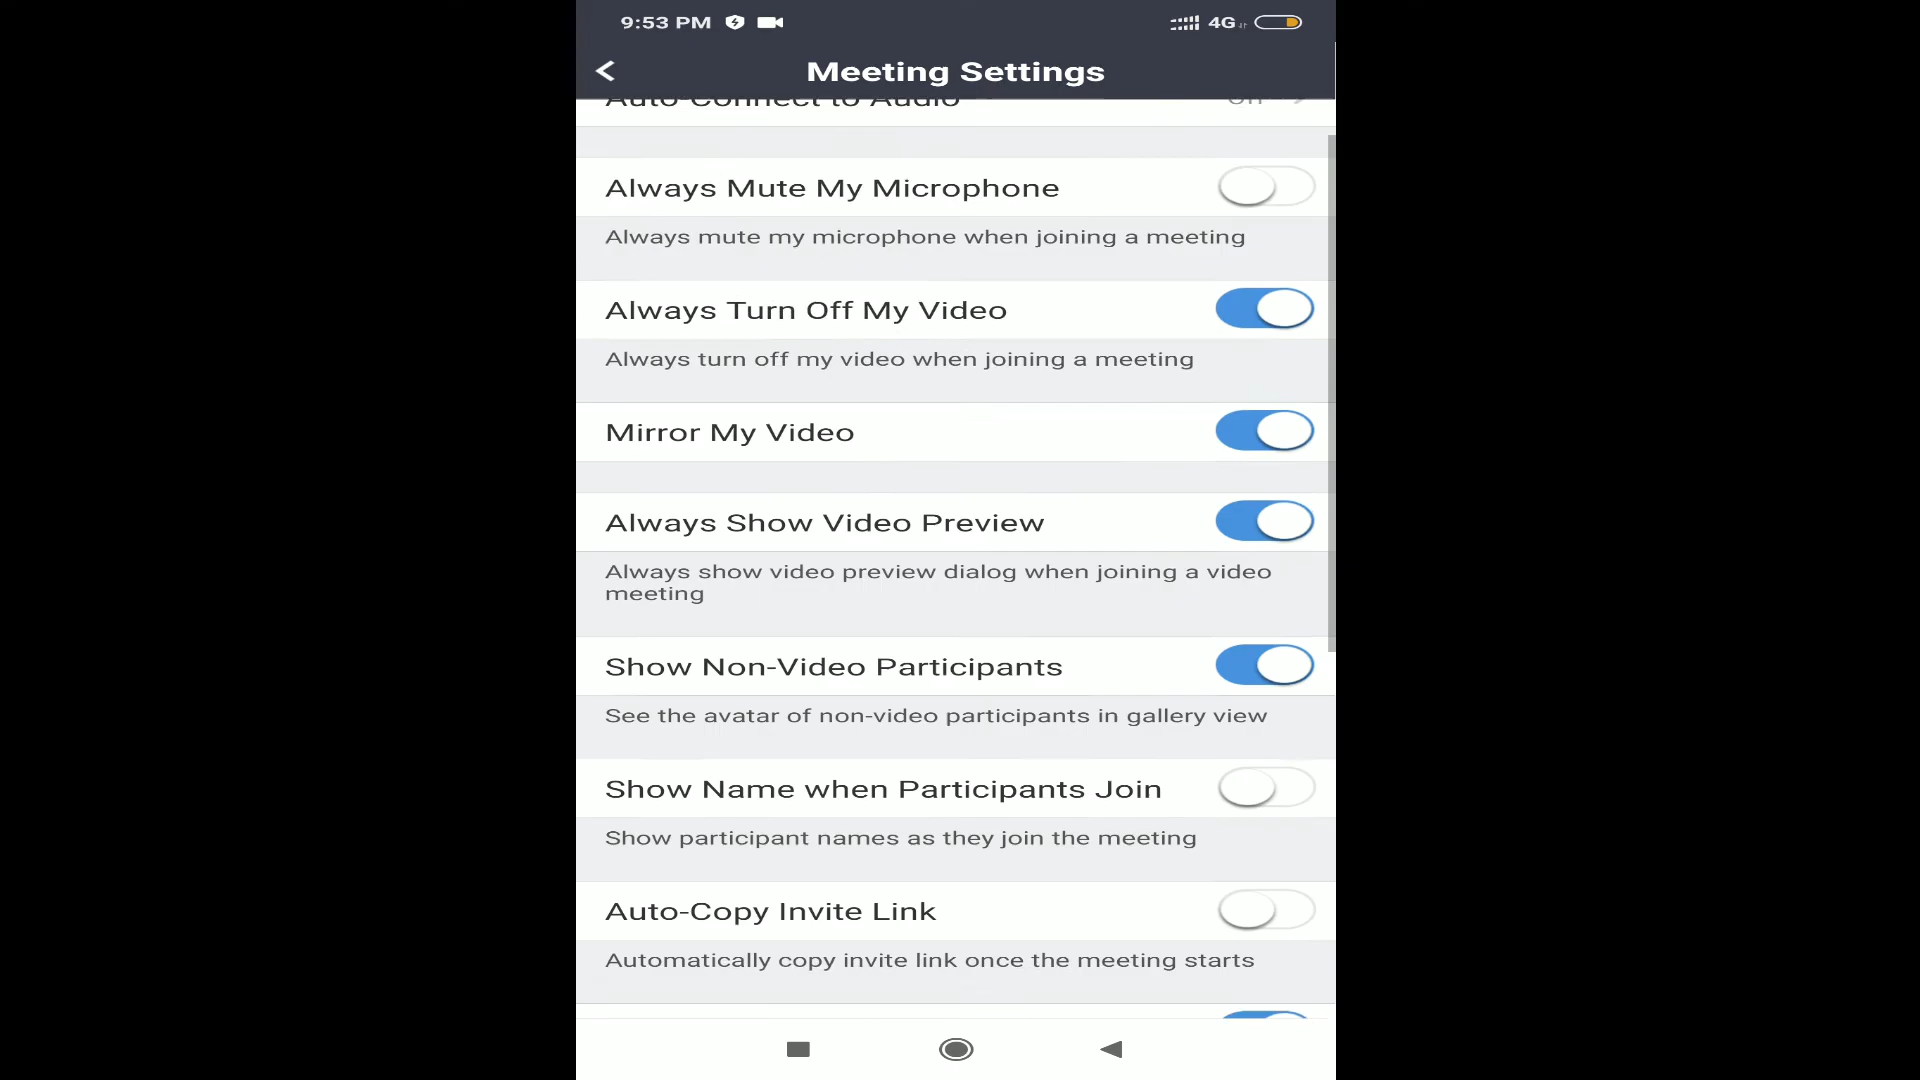 9:53 PM
4G
Meeting Settings
Auto-Connect to Audio
Always Mute My Microphone
Always mute my microphone when joining a meeting
Always Turn Off My Video
Always turn off my video when joining a meeting
Mirror My Video
Always Show Video Preview
Always show video preview dialog when joining a video
meeting
Show Non-Video Participants
See the avatar of non-video participants in gallery view
Show Name when Participants Join
Show participant names as they join the meeting
Auto-Copy Invite Link
Automatically copy invite link once the meeting starts